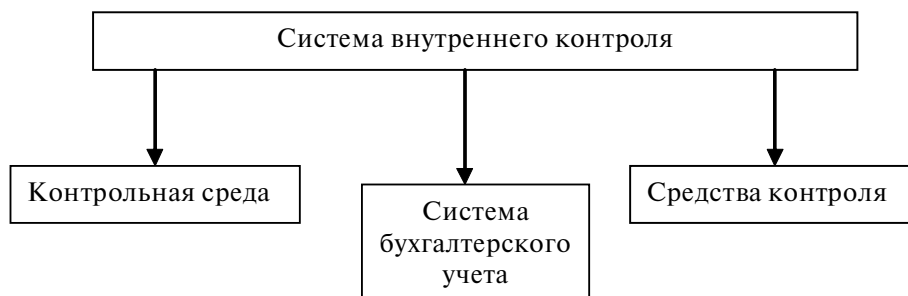 Система внутреннего контроля
Контрольная среда
Система
бухгалтерского
учета
Средства контроля